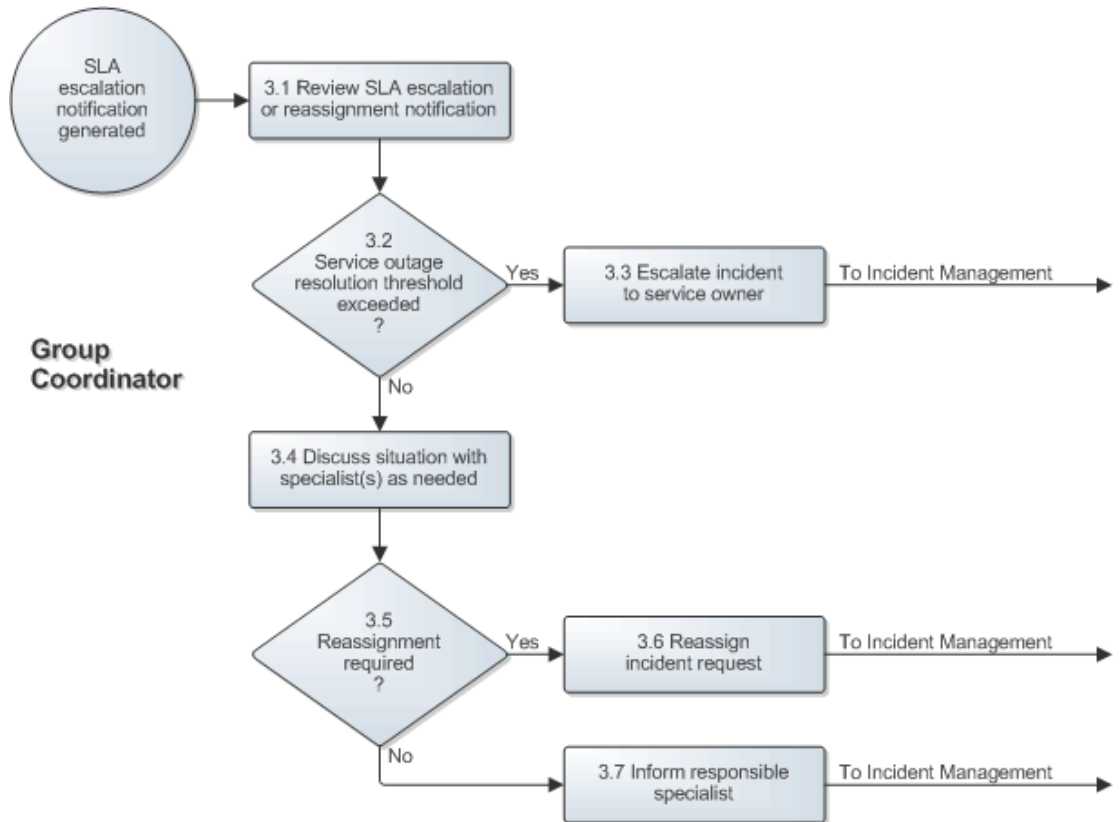 SLA
escalation
notification
generated
3.1 Review SLA escalation
or reassignment notification
3.2
Service outage
resolution threshold
exceeded
?
Yes
3.3 Escalate incident
to service owner
To Incident Management
Group
Coordinator
No
3.4 Discuss situation with
specialist(s) as needed
3.5
Reassignment
required
?
Yes
3.6 Reassign
incident request
To Incident Management
No
3.7 Inform responsible
specialist
To Incident Management